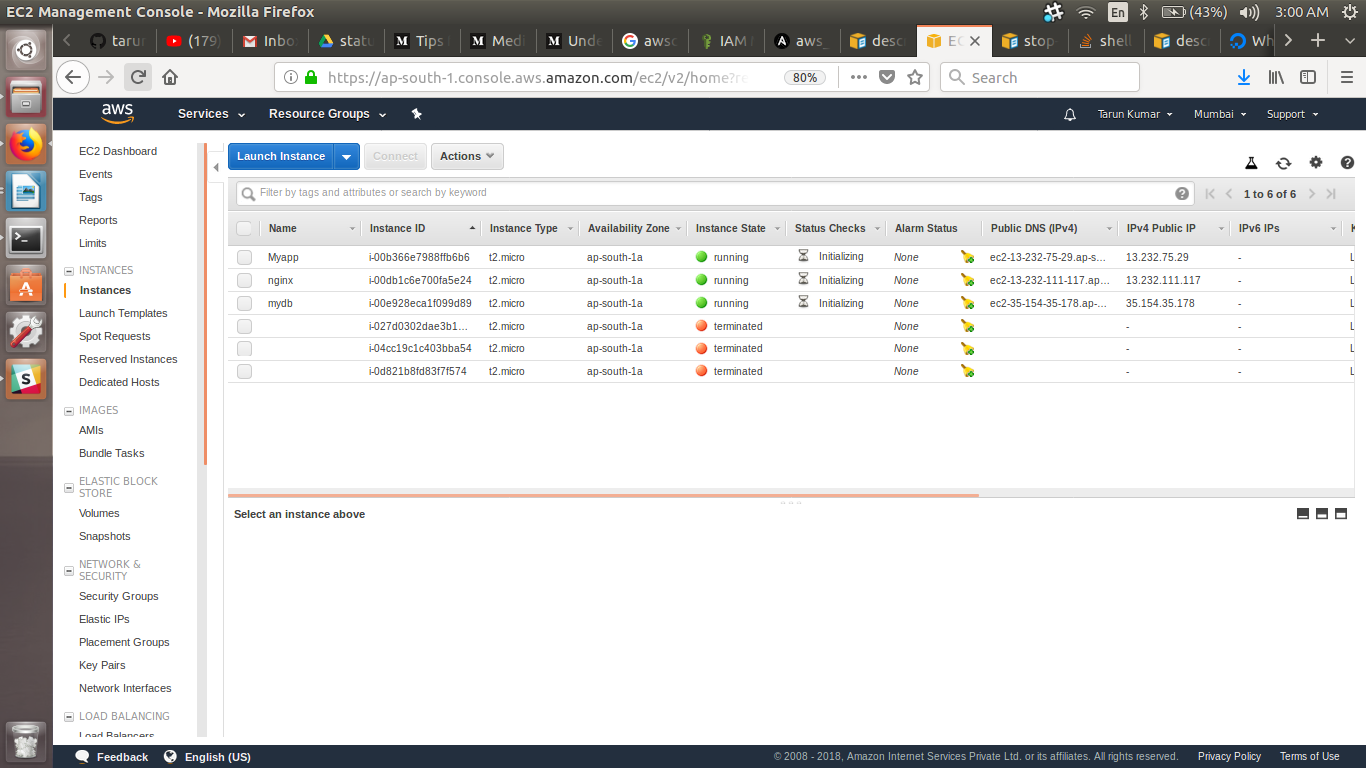 EC2 Management Console - Mozilla Firefox
En
(43%)
3:00 AM
tarun
(179)
Inbo
statu
Tips
Med
Unde
awsc
IAM
aws_
descr
EC
stop-
shell
descr
Wh
https://ap-south-1.console.aws.amazon.com/ec2/v2/home?re
80%
Search
aws
Services
Resource Groups
Tarun Kumar
Mumbai
Support
EC2 Dashboard
Events
Tags
Reports
Limits
INSTANCES
Instances
Launch Templates
Spot Requests
Reserved Instances
Dedicated Hosts
IMAGES
AMIs
Bundle Tasks
ELASTIC BLOCK
STORE
Volumes
Snapshots
NETWORK &
SECURITY
Security Groups
Elastic IPs
Placement Groups
Key Pairs
Network Interfaces
LOAD BALANCING
Load Balancers
Launch Instance
Connect
Actions
Filter by tags and attributes or search by keyword
1 to 6 of 6
Name Instance ID Instance Type Availability Zone Instance State Status Checks Alarm Status Public DNS (IPv4) IPv4 Public IP IPv6 IPs K
Myapp i-00b366e7988ffb6b6 t2.micro ap-south-1a running Initializing None ec2-13-232-75-29.ap-s... 13.232.75.29 - L
nginx i-00db1c6e700fa5e24 t2.micro ap-south-1a running Initializing None ec2-13-232-111-117.ap... 13.232.111.117 - L
mydb i-00e928eca1f099d89 t2.micro ap-south-1a running Initializing None ec2-35-154-35-178.ap-... 35.154.35.178 - L
i-027d0302dae3b1... t2.micro ap-south-1a terminated None - - L
i-04cc19c1c403bba54 t2.micro ap-south-1a terminated None - - L
i-0d821b8fd83f7f574 t2.micro ap-south-1a terminated None - - L
Select an instance above
Feedback
English (US)
© 2008 - 2018, Amazon Internet Services Private Ltd. or its affiliates. All rights reserved.
Privacy Policy
Terms of Use